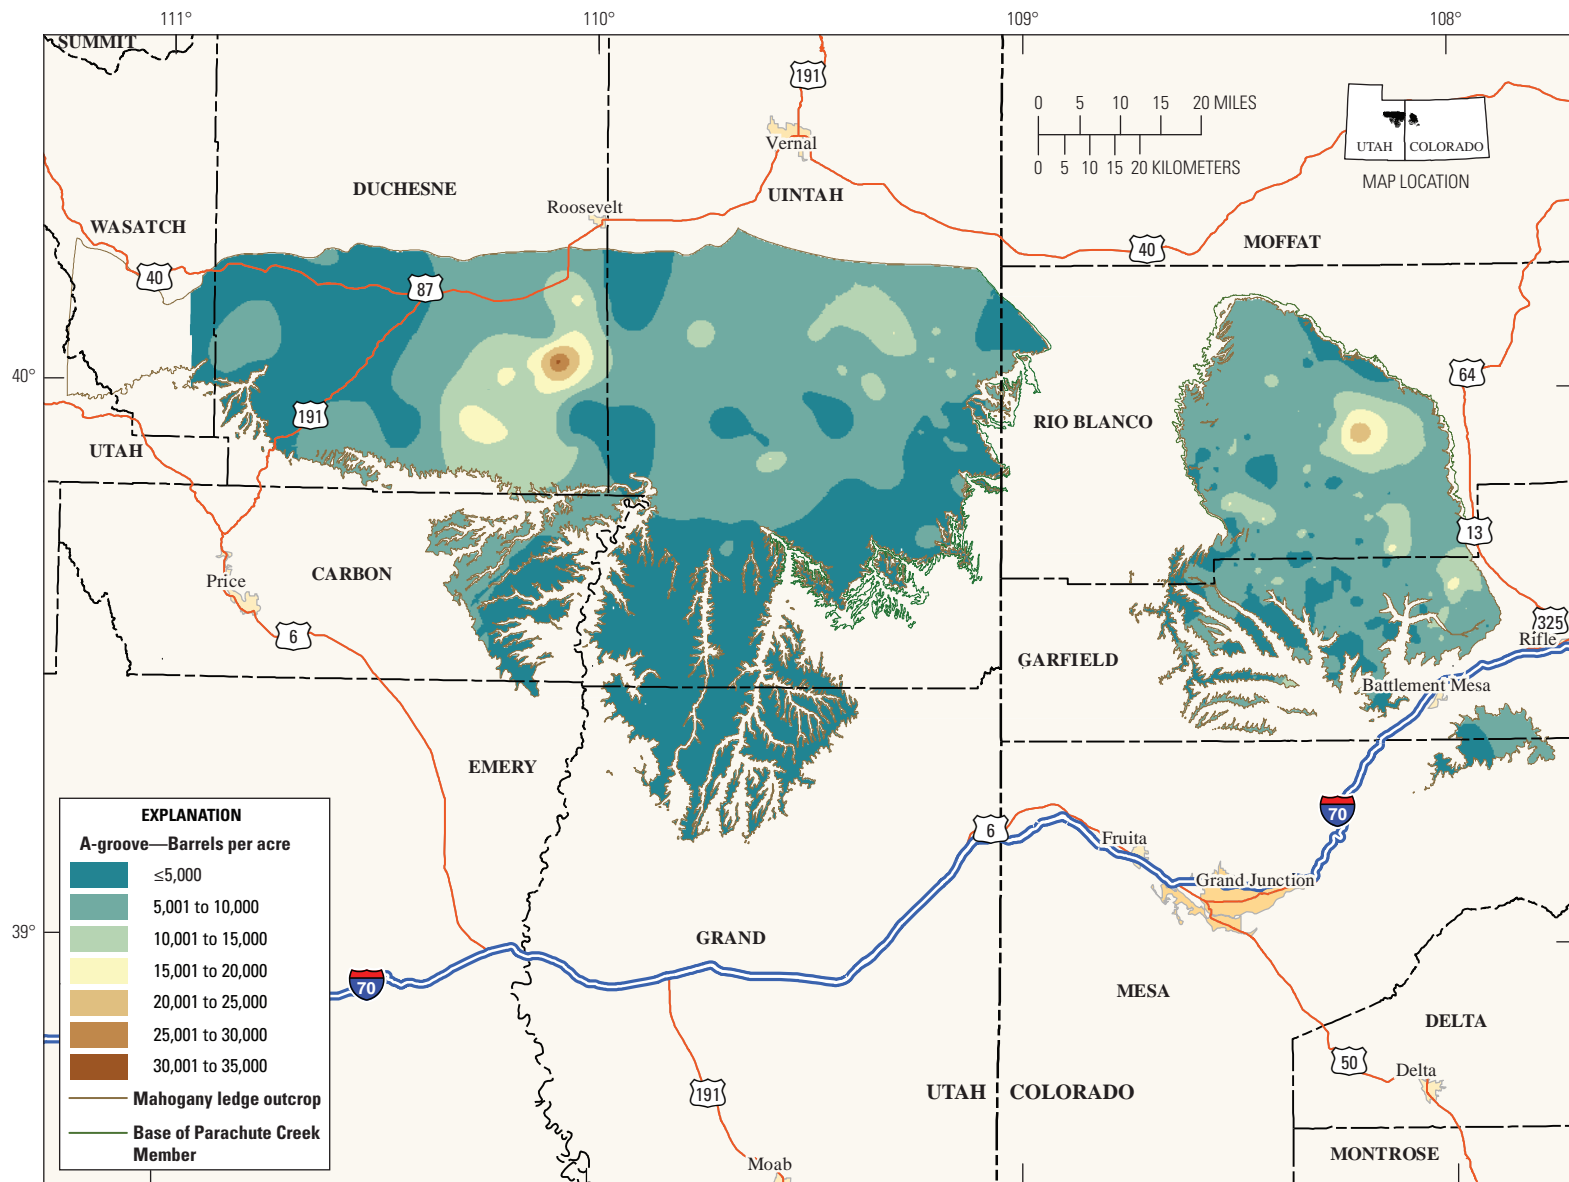 111°
110°
109°
108°
SUMMIT
191
0 5 10 15 20 MILES
0 5 10 15 20 KILOMETERS
UTAH
COLORADO
MAP LOCATION
Vernal
DUCHESNE
UINTAH
Roosevelt
WASATCH
40
87
40
MOFFAT
40°
64
191
RIO BLANCO
UTAH
13
Price
CARBON
6
325
Rifle
GARFIELD
Battlement Mesa
EMERY
70
6
Fruita
Grand Junction
39°
GRAND
70
MESA
DELTA
50
Delta
191
UTAH
COLORADO
MONTROSE
Moab
EXPLANATION
A-groove—Barrels per acre
≤5,000
5,001 to 10,000
10,001 to 15,000
15,001 to 20,000
20,001 to 25,000
25,001 to 30,000
30,001 to 35,000
Mahogany ledge outcrop
Base of Parachute Creek
Member